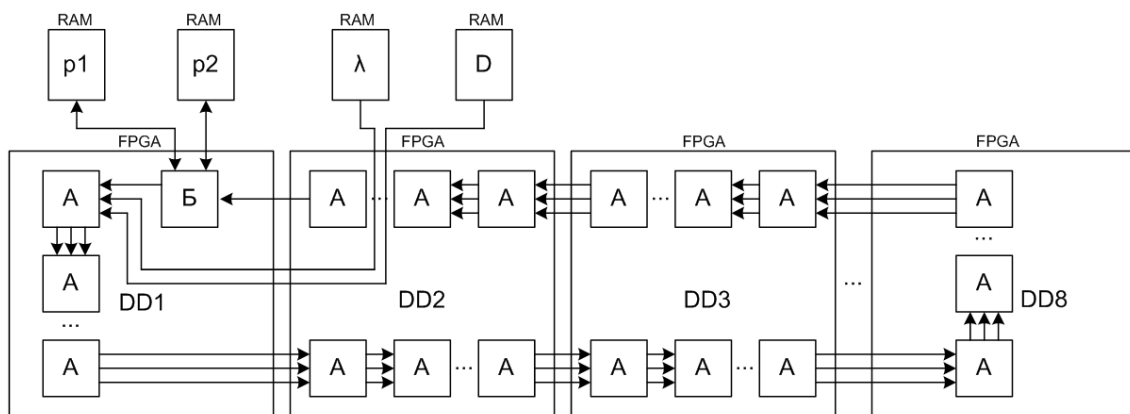 RAM RAM RAM RAM
p1 p2 λ D
FPGA FPGA FPGA FPGA
А Б А ... А А А ... А А А
... 
А А
DD1 DD2 DD3 ... DD8
...
А А А ... А А А ... А А